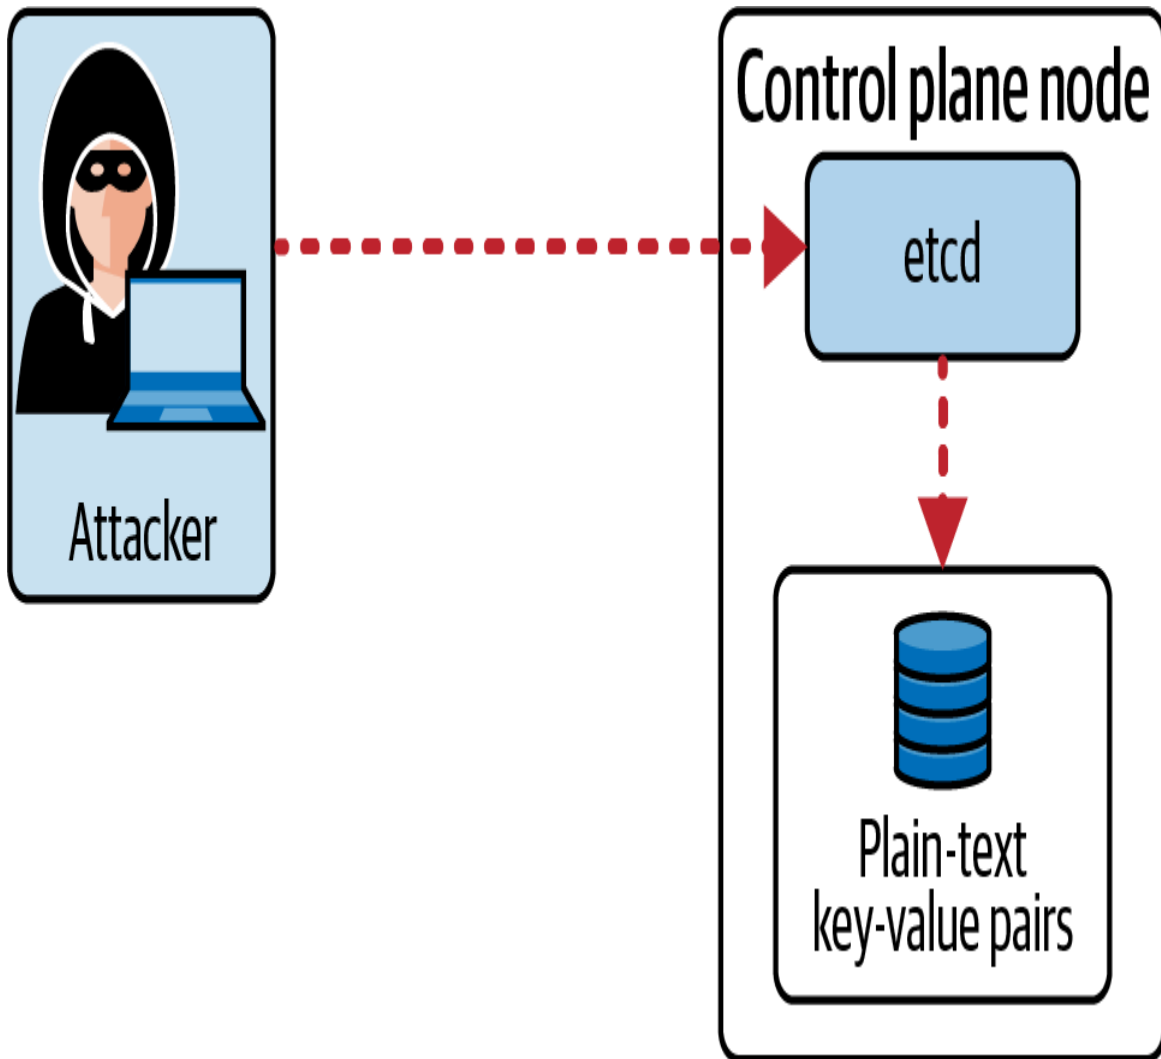 Control plane node
etcd
Attacker
Plain-text
key-value pairs